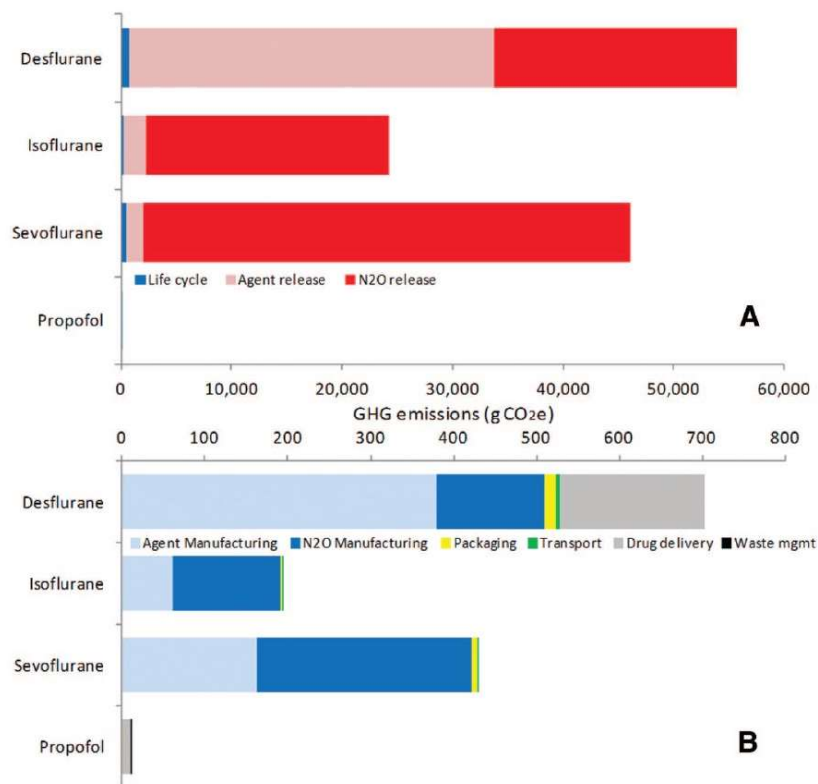 Desflurane
Isoflurane
Sevoflurane
Life cycle Agent release N2O release
Propofol
A
0 10,000 20,000 30,000 40,000 50,000 60,000
GHG emissions (g CO2e)
0 100 200 300 400 500 600 700 800
Desflurane
Agent Manufacturing N2O Manufacturing Packaging Transport Drug delivery Waste mgmt
Isoflurane
Sevoflurane
Propofol
B